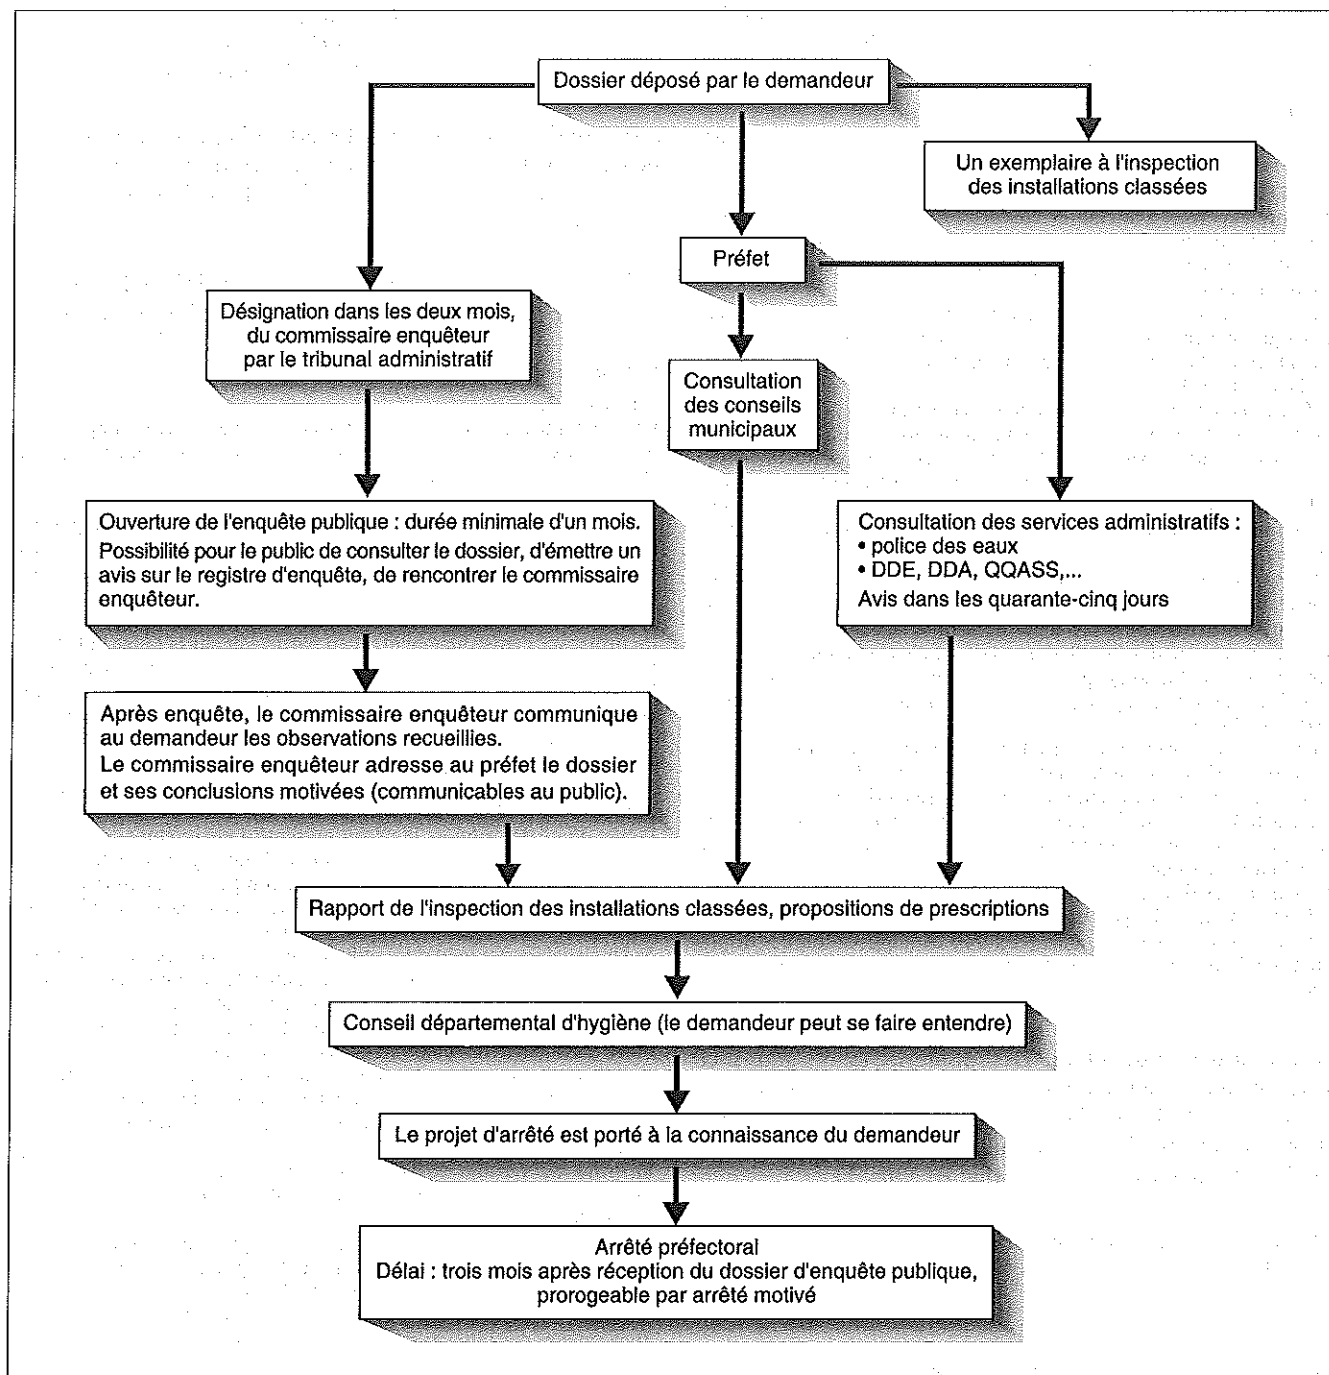 Dossier déposé par le demandeur
Un exemplaire à l'inspection
des installations classées
Préfet
Désignation dans les deux mois,
du commissaire enquêteur
par le tribunal administratif
Consultation
des conseils
municipaux
Ouverture de l'enquête publique : durée minimale d'un mois.
Possibilité pour le public de consulter le dossier, d'émettre un
avis sur le registre d'enquête, de rencontrer le commissaire
enquêteur.
Consultation des services administratifs :
• police des eaux
• DDE, DDA, QQASS,...
Avis dans les quarante-cinq jours
Après enquête, le commissaire enquêteur communique
au demandeur les observations recueillies.
Le commissaire enquêteur adresse au préfet le dossier
et ses conclusions motivées (communicables au public).
Rapport de l'inspection des installations classées, propositions de prescriptions
Conseil départemental d'hygiène (le demandeur peut se faire entendre)
Le projet d'arrêté est porté à la connaissance du demandeur
Arrêté préfectoral
Délai : trois mois après réception du dossier d'enquête publique,
prorogeable par arrêté motivé